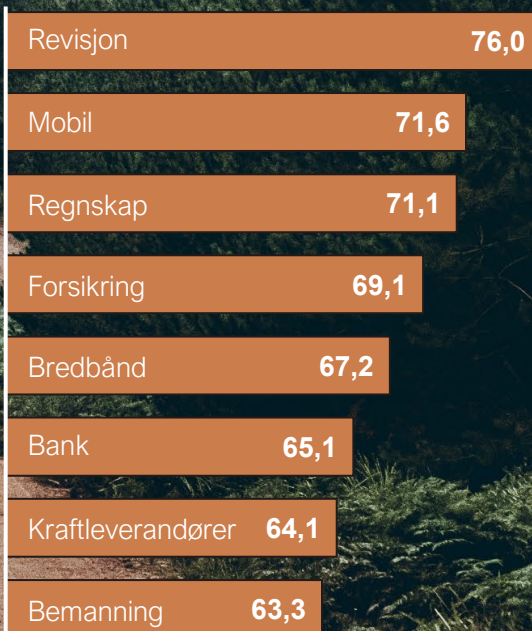 Revisjon 76,0
Mobil 71,6
Regnskap 71,1
Forsikring 69,1
Bredbånd 67,2
Bank 65,1
Kraftleverandører 64,1
Bemanning 63,3